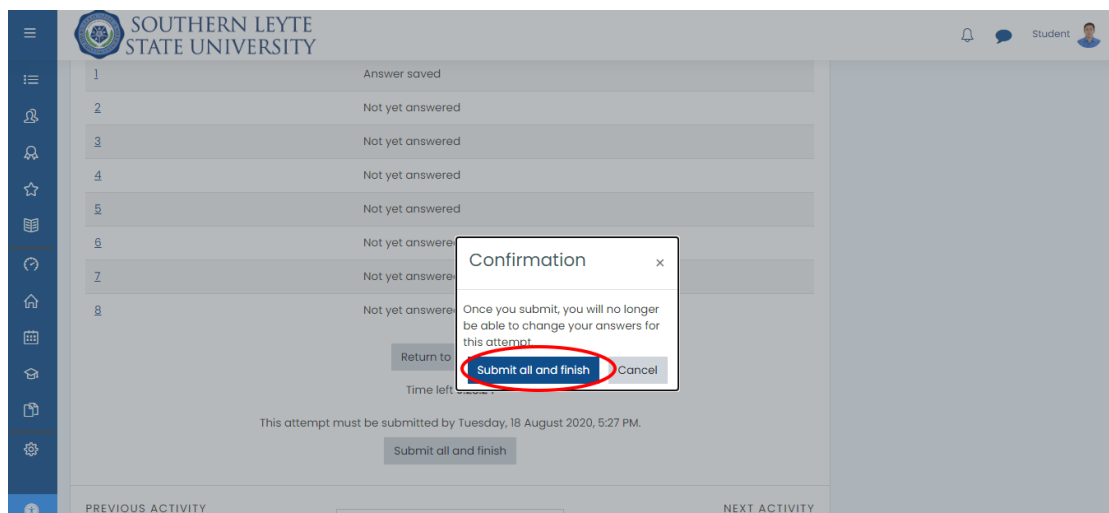 SOUTHERN LEYTE
STATE UNIVERSITY
Student
1 Answer saved
2 Not yet answered
3 Not yet answered
4 Not yet answered
5 Not yet answered
6 Not yet answere
7 Not yet answere
8 Not yet answere
Confirmation ×
Once you submit, you will no longer
be able to change your answers for
this attempt.
Submit all and finish Cancel
Return to
Time left
This attempt must be submitted by Tuesday, 18 August 2020, 5:27 PM.
Submit all and finish
PREVIOUS ACTIVITY NEXT ACTIVITY